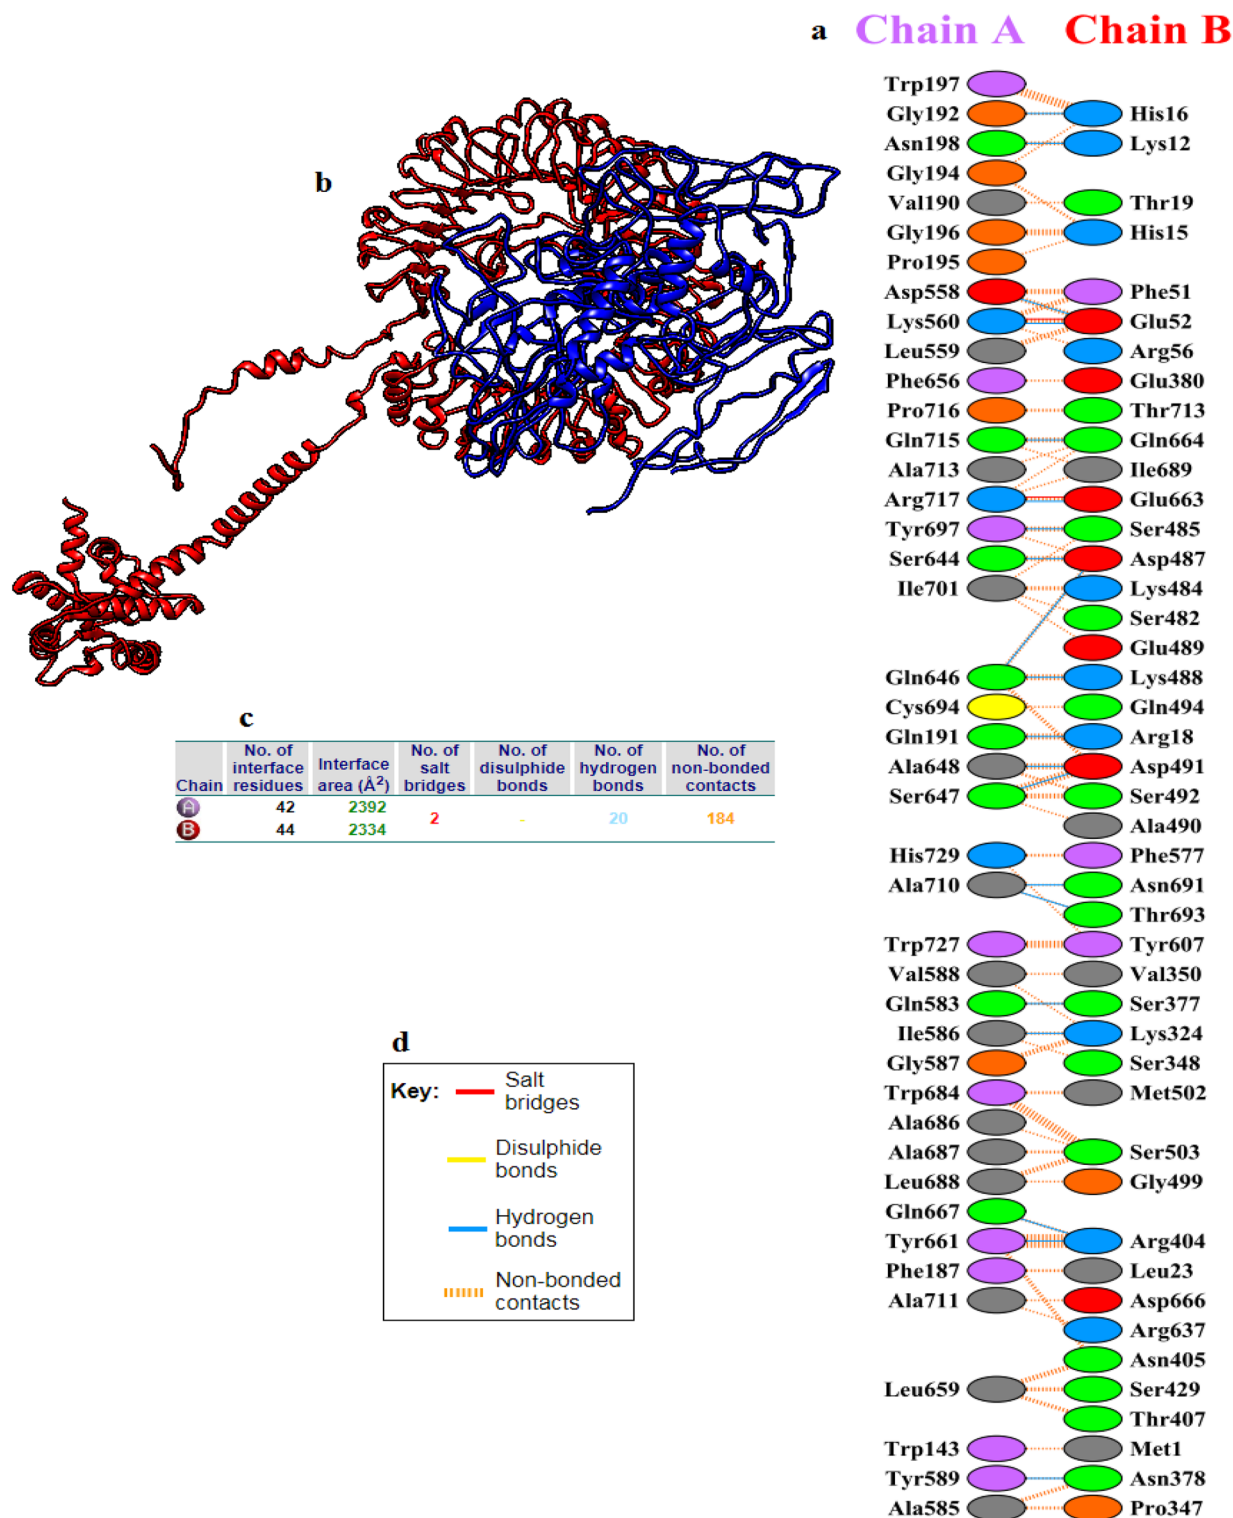 a Chain A Chain B
Trp197
Gly192 His16
Asn198 Lys12
Gly194
Val190 Thr19
Gly196 His15
Pro195
Asp558 Phe51
Lys560 Glu52
Leu559 Arg56
Phe656 Glu380
Pro716 Thr713
Gln715 Gln664
Ala713 Ile689
Arg717 Glu663
Tyr697 Ser485
Ser644 Asp487
Ile701 Lys484
Ser482
Glu489
Gln646 Lys488
Cys694 Gln494
Gln191 Arg18
Ala648 Asp491
Ser647 Ser492
Ala490
His729 Phe577
Ala710 Asn691
Thr693
Trp727 Tyr607
Val588 Val350
Gln583 Ser377
Ile586 Lys324
Gly587 Ser348
Trp684 Met502
Ala686
Ala687 Ser503
Leu688 Gly499
Gln667
Tyr661 Arg404
Phe187 Leu23
Ala711 Asp666
Arg637
Asn405
Leu659 Ser429
Thr407
Trp143 Met1
Tyr589 Asn378
Ala585 Pro347
b
c
Chain No. of interface residues Interface area (Å2) No. of salt bridges No. of disulphide bonds No. of hydrogen bonds No. of non-bonded contacts
A 42 2392 2 - 20 184
B 44 2334
d
Key: Salt bridges
Disulphide bonds
Hydrogen bonds
Non-bonded contacts